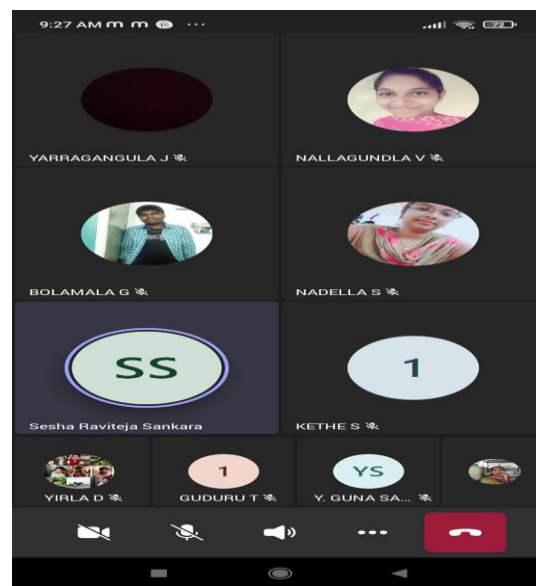 9:27 AM m m ...
72
YARRAGANGULA J
NALLAGUNDLA V
BOLAMALA G
NADELLA S
SS
Sesha Raviteja Sankara
1
KETHE S
YIRLA D
1
GUDURU T
YS
Y. GUNA SA...